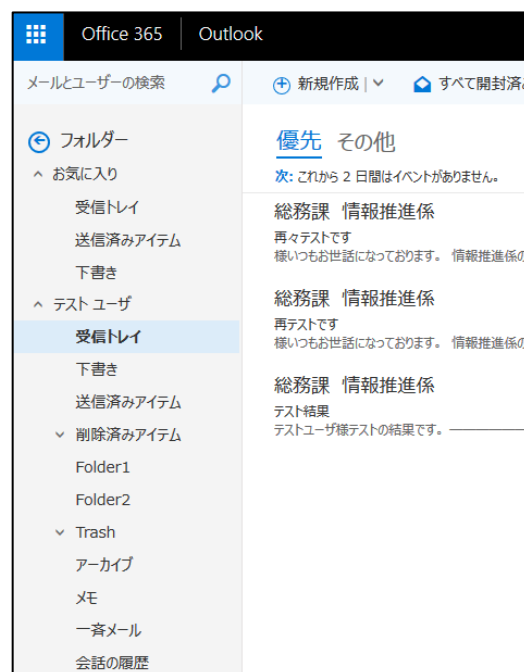 Office 365 Outlook
メールとユーザーの検索
新規作成 すべて開封済
フォルダー
お気に入り
受信トレイ
送信済みアイテム
下書き
テスト ユーザ
受信トレイ
下書き
送信済みアイテム
削除済みアイテム
Folder1
Folder2
Trash
アーカイブ
メモ
一斉メール
会話の履歴
優先 その他
次: これから 2 日間はイベントがありません。
総務課 情報推進係
再々テストです
様いつもお世話になっております。 情報推進係の
総務課 情報推進係
再テストです
様いつもお世話になっております。 情報推進係の
総務課 情報推進係
テスト結果
テストユーザ様テストの結果です。